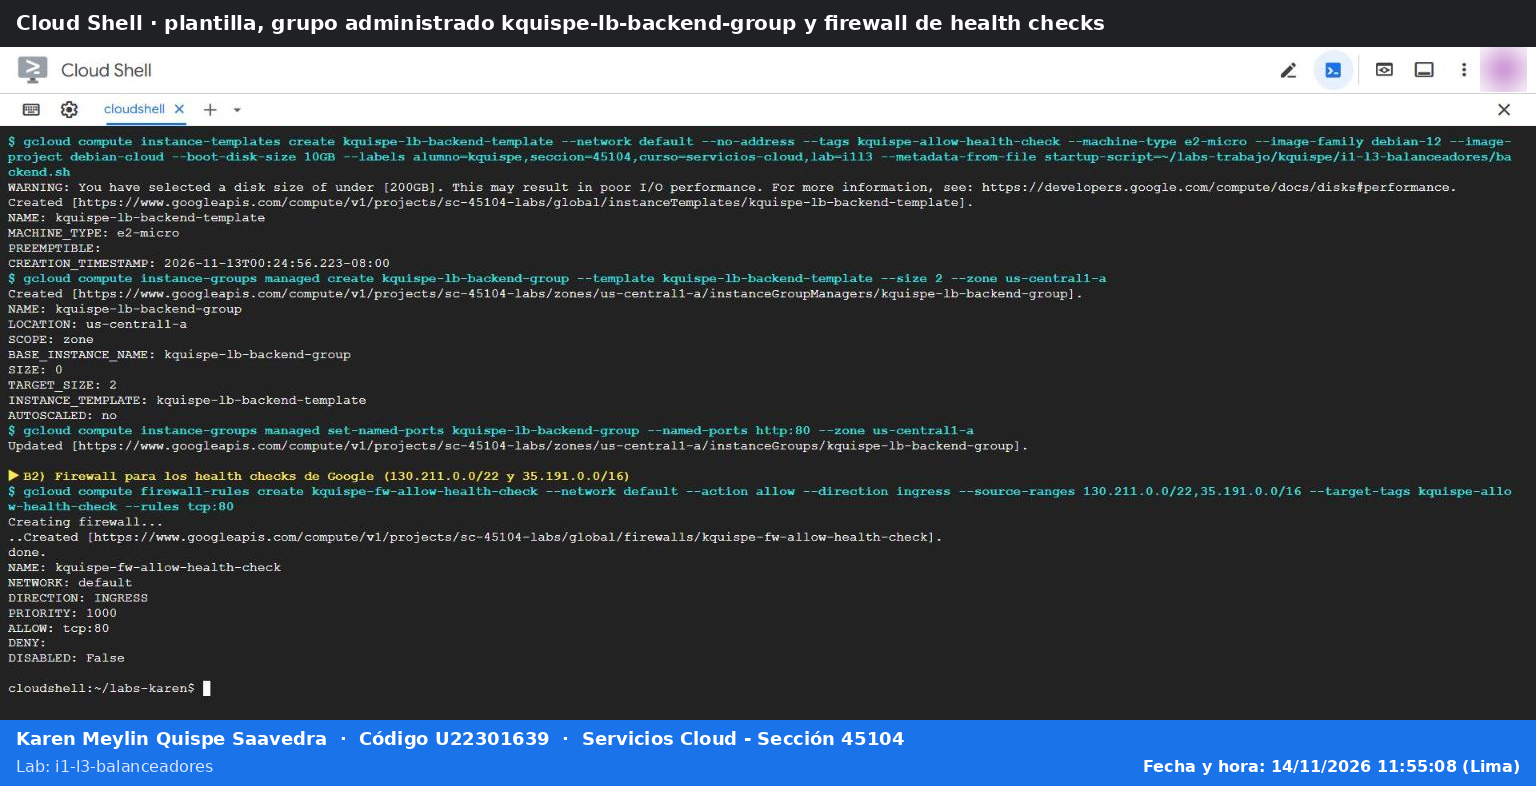 Cloud Shell · plantilla, grupo administrado kquispe-lb-backend-group y firewall de health checks
Cloud Shell
cloudshell
$ gcloud compute instance-templates create kquispe-lb-backend-template --network default --no-address --tags kquispe-allow-health-check --machine-type e2-micro --image-family debian-12 --image-
project debian-cloud --boot-disk-size 10GB --labels alumno=kquispe,seccion=45104,curso=servicios-cloud,lab=i1l3 --metadata-from-file startup-script=~/labs-trabajo/kquispe/i1-l3-balanceadores/ba
ckend.sh
WARNING: You have selected a disk size of under [200GB]. This may result in poor I/O performance. For more information, see: https://developers.google.com/compute/docs/disks#performance.
Created [https://www.googleapis.com/compute/v1/projects/sc-45104-labs/global/instanceTemplates/kquispe-lb-backend-template].
NAME: kquispe-lb-backend-template
MACHINE_TYPE: e2-micro
PREEMPTIBLE:
CREATION_TIMESTAMP: 2026-11-13T00:24:56.223-08:00
$ gcloud compute instance-groups managed create kquispe-lb-backend-group --template kquispe-lb-backend-template --size 2 --zone us-central1-a
Created [https://www.googleapis.com/compute/v1/projects/sc-45104-labs/zones/us-central1-a/instanceGroupManagers/kquispe-lb-backend-group].
NAME: kquispe-lb-backend-group
LOCATION: us-central1-a
SCOPE: zone
BASE_INSTANCE_NAME: kquispe-lb-backend-group
SIZE: 0
TARGET_SIZE: 2
INSTANCE_TEMPLATE: kquispe-lb-backend-template
AUTOSCALED: no
$ gcloud compute instance-groups managed set-named-ports kquispe-lb-backend-group --named-ports http:80 --zone us-central1-a
Updated [https://www.googleapis.com/compute/v1/projects/sc-45104-labs/zones/us-central1-a/instanceGroups/kquispe-lb-backend-group].
▶ B2) Firewall para los health checks de Google (130.211.0.0/22 y 35.191.0.0/16)
$ gcloud compute firewall-rules create kquispe-fw-allow-health-check --network default --action allow --direction ingress --source-ranges 130.211.0.0/22,35.191.0.0/16 --target-tags kquispe-allo
w-health-check --rules tcp:80
Creating firewall...
..Created [https://www.googleapis.com/compute/v1/projects/sc-45104-labs/global/firewalls/kquispe-fw-allow-health-check].
done.
NAME: kquispe-fw-allow-health-check
NETWORK: default
DIRECTION: INGRESS
PRIORITY: 1000
ALLOW: tcp:80
DENY:
DISABLED: False
cloudshell:~/labs-karen$
Karen Meylin Quispe Saavedra · Código U22301639 · Servicios Cloud - Sección 45104
Lab: i1-l3-balanceadores
Fecha y hora: 14/11/2026 11:55:08 (Lima)